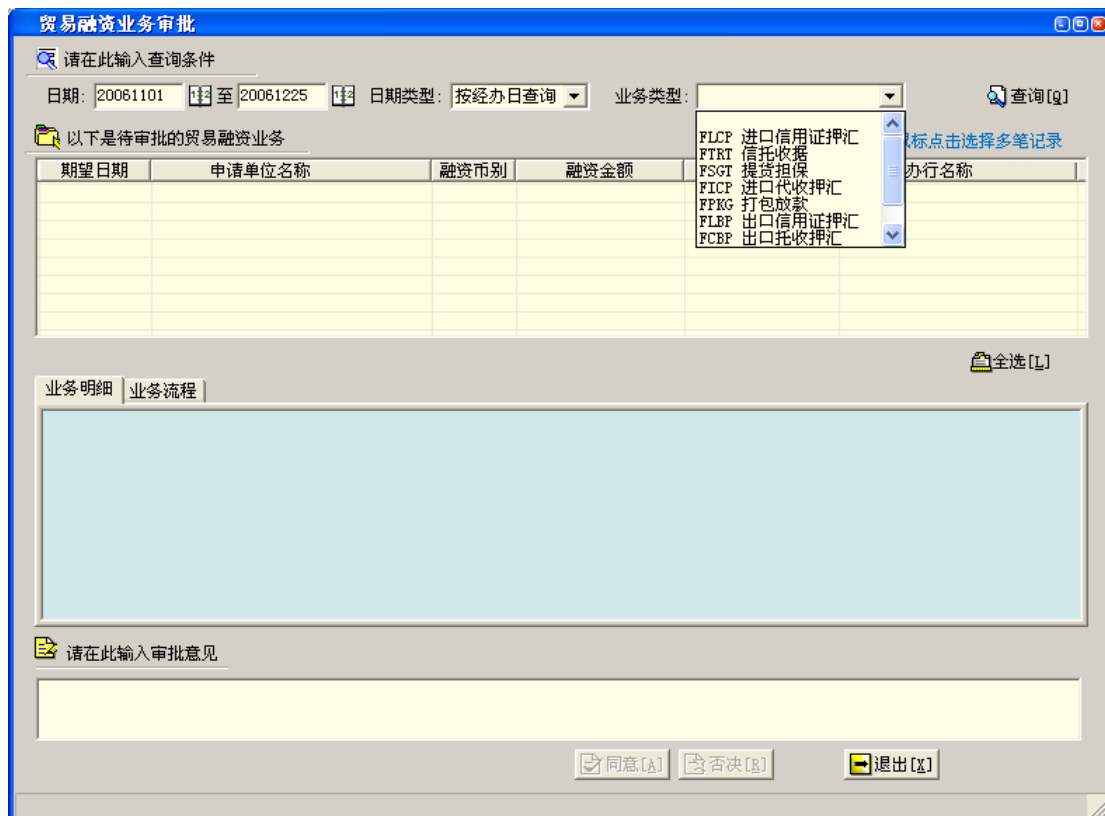 贸易融资业务审批
请在此输入查询条件
日期: 20061101 至 20061225 日期类型: 按经办日查询 业务类型: 查询[Q]
以下是待审批的贸易融资业务
鼠标点击选择多笔记录
FLCP 进口信用证押汇
FTRT 信托收据
FSGT 提货担保
FICP 进口代收押汇
FPKG 打包放款
FLBP 出口信用证押汇
FCBP 出口托收押汇
期望日期 申请单位名称 融资币别 融资金额 办行名称
全选[L]
业务明细 业务流程
请在此输入审批意见
同意[A] 否决[R] 退出[X]